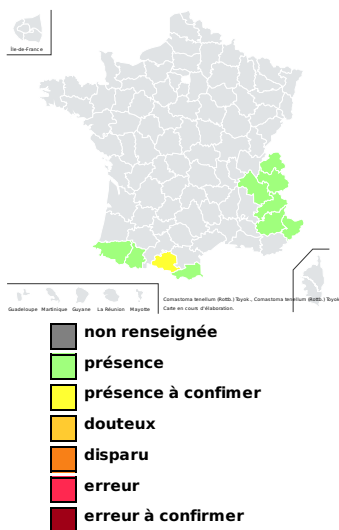 Île-de-France
Guadeloupe Martinique Guyane La Réunion Mayotte
Comastoma tenellum (Rottb.) Toyok., Comastoma tenellum (Rottb.) Toyok
Carte en cours d'élaboration.
non renseignée
présence
présence à confimer
douteux
disparu
erreur
erreur à confirmer